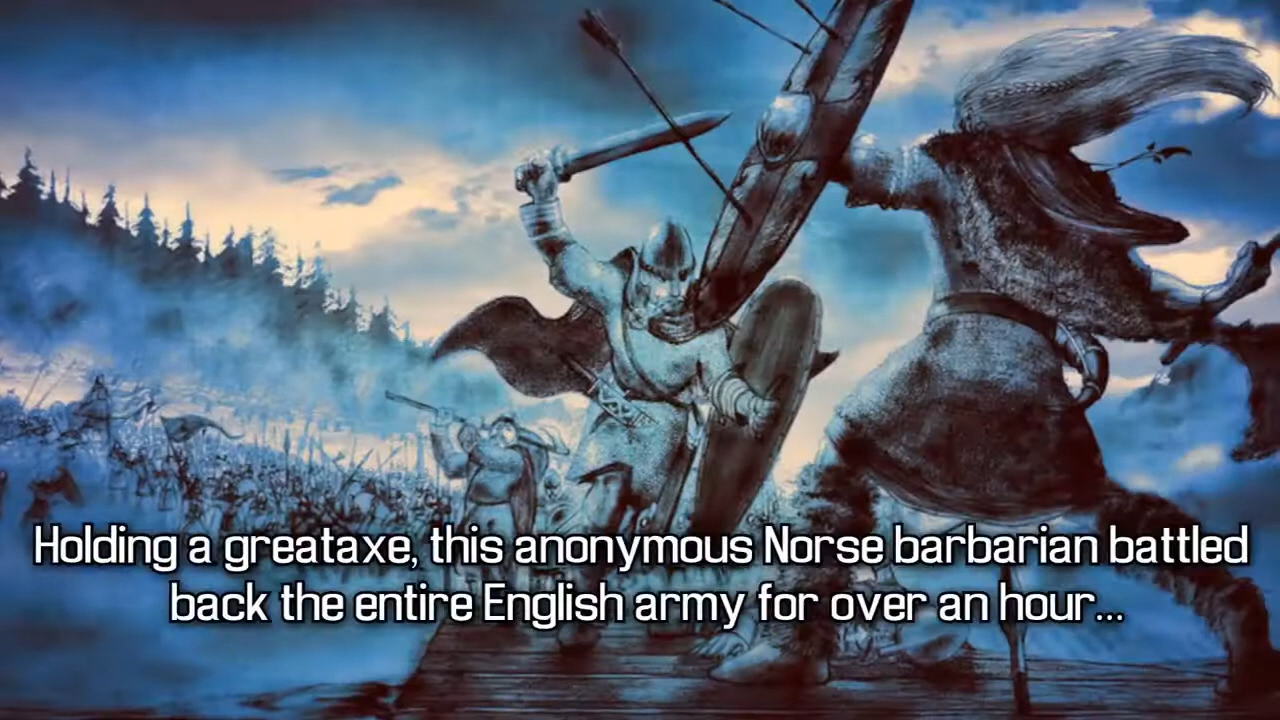 Holding a greataxe, this anonymous Norse barbarian battled
back the entire English army for over an hour...